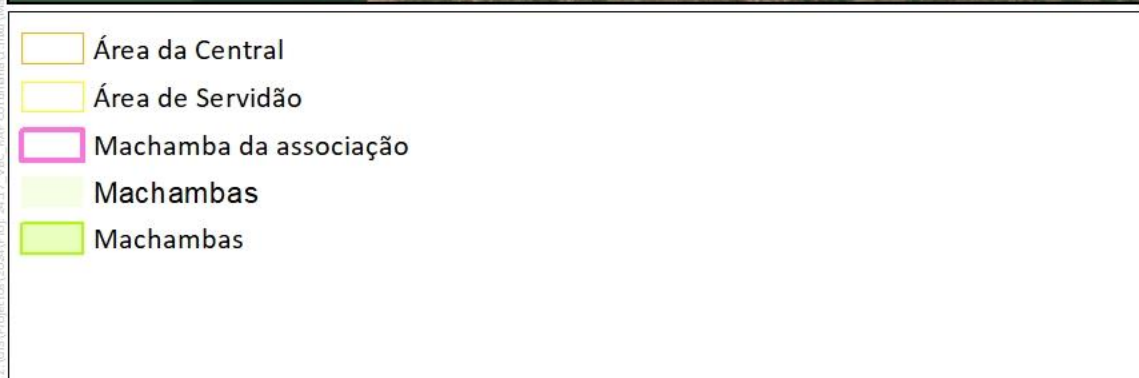 Área da Central
Área de Servidão
Machamba da associação
Machambas
Machambas